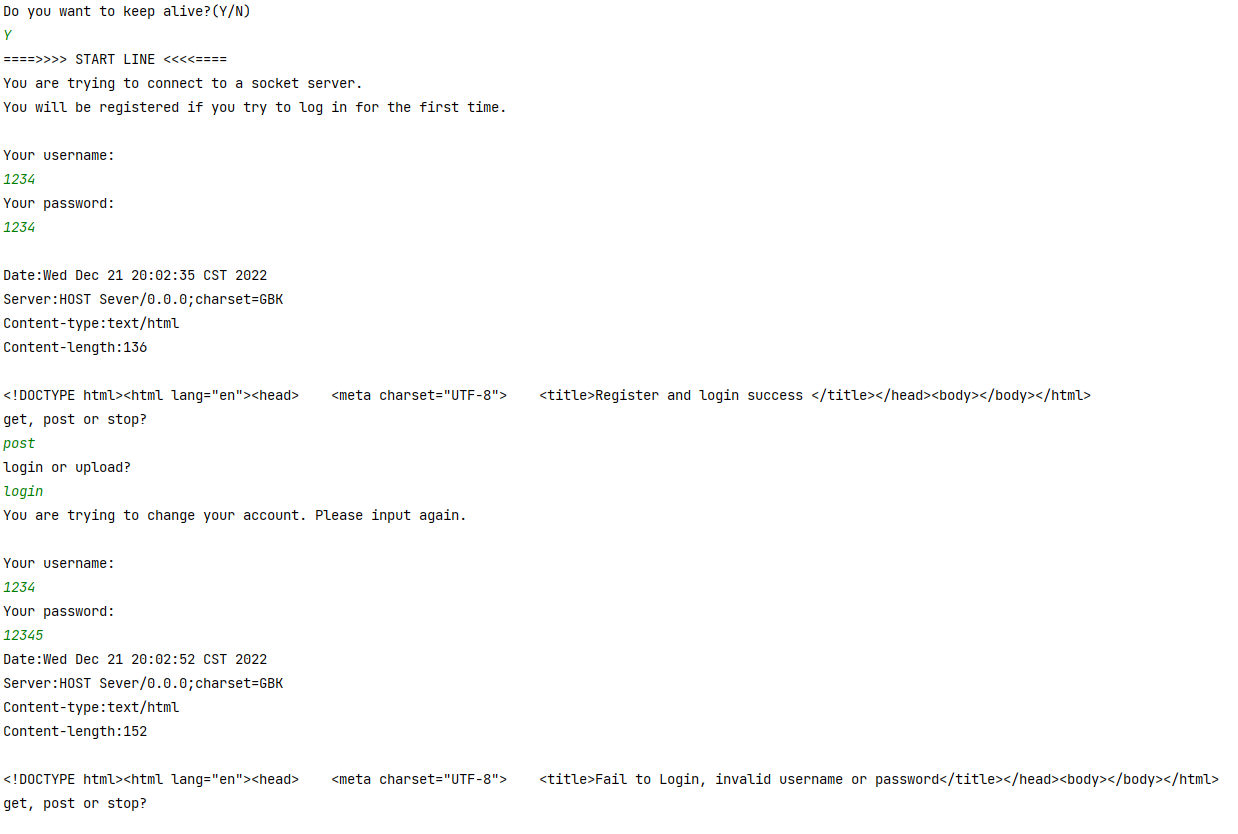 Do you want to keep alive?(Y/N)
Y
====>>>> START LINE <<<<====
You are trying to connect to a socket server.
You will be registered if you try to log in for the first time.
Your username:
1234
Your password:
1234
Date:Wed Dec 21 20:02:35 CST 2022
Server:HOST Sever/0.0.0;charset=GBK
Content-type:text/html
Content-length:136
<!DOCTYPE html><html lang="en"><head>    <meta charset="UTF-8">    <title>Register and login success </title></head><body></body></html>
get, post or stop?
post
login or upload?
login
You are trying to change your account. Please input again.
Your username:
1234
Your password:
12345
Date:Wed Dec 21 20:02:52 CST 2022
Server:HOST Sever/0.0.0;charset=GBK
Content-type:text/html
Content-length:152
<!DOCTYPE html><html lang="en"><head>    <meta charset="UTF-8">    <title>Fail to Login, invalid username or password</title></head><body></body></html>
get, post or stop?